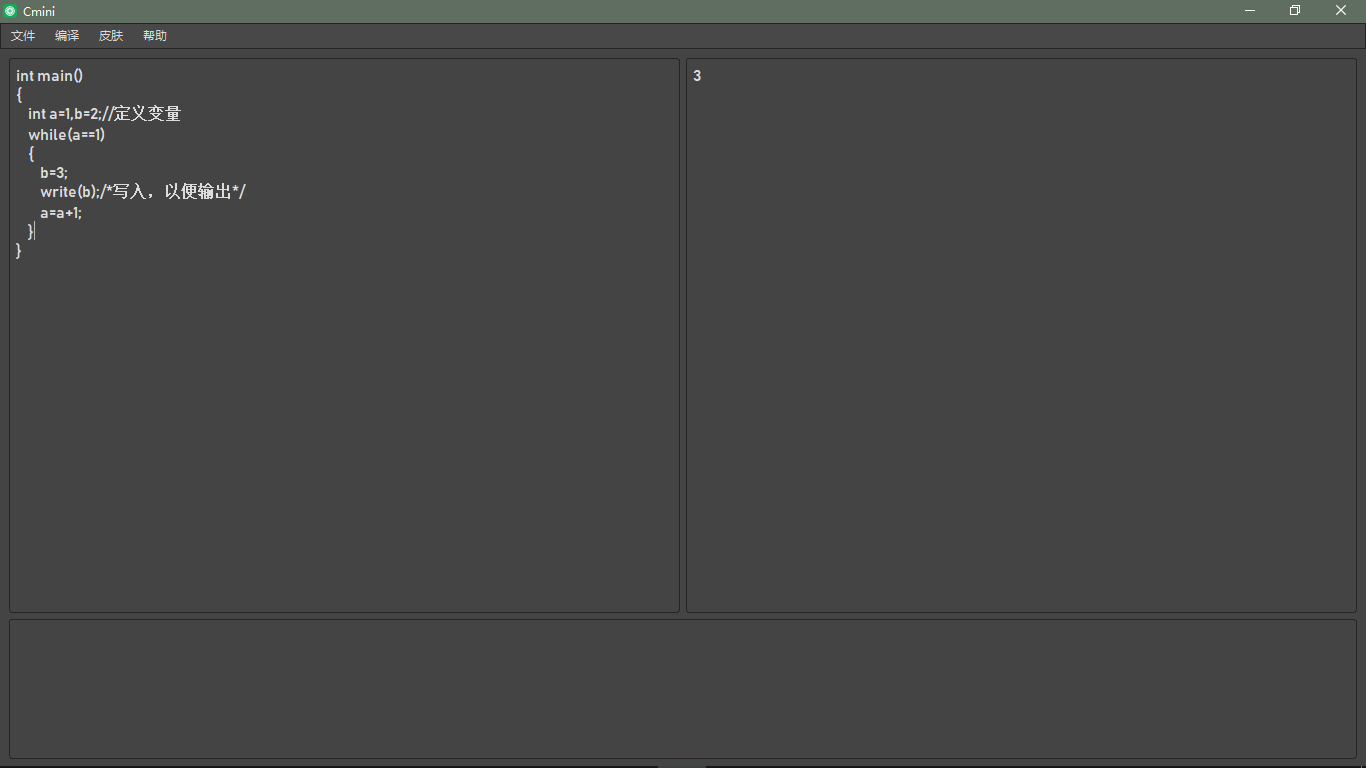 Cmini
文件 编译 皮肤 帮助
int main()
{
int a=1,b=2;//定义变量
while(a==1)
{
b=3;
write(b);/*写入，以便输出*/
a=a+1;
}
}
3